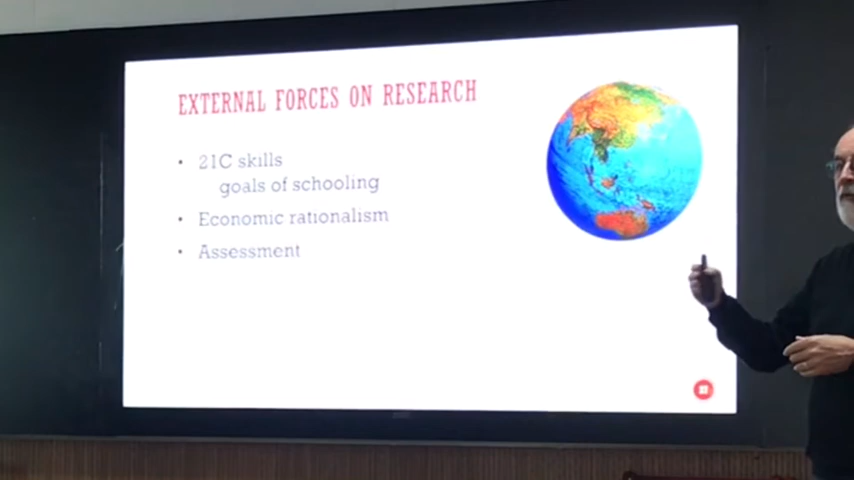 EXTERNAL FORCES ON RESEARCH
• 21C skills
goals of schooling
• Economic rationalism
• Assessment